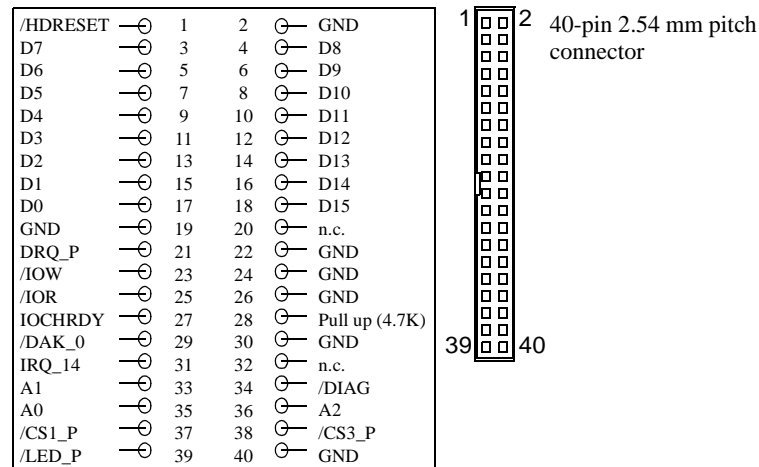 /HDRESET 1 2 GND
D7 3 4 D8
D6 5 6 D9
D5 7 8 D10
D4 9 10 D11
D3 11 12 D12
D2 13 14 D13
D1 15 16 D14
D0 17 18 D15
GND 19 20 n.c.
DRQ_P 21 22 GND
/IOW 23 24 GND
/IOR 25 26 GND
IOCHRDY 27 28 Pull up (4.7K)
/DAK_0 29 30 GND
IRQ_14 31 32 n.c.
A1 33 34 /DIAG
A0 35 36 A2
/CS1_P 37 38 /CS3_P
/LED_P 39 40 GND
1 2
39 40
40-pin 2.54 mm pitch
connector